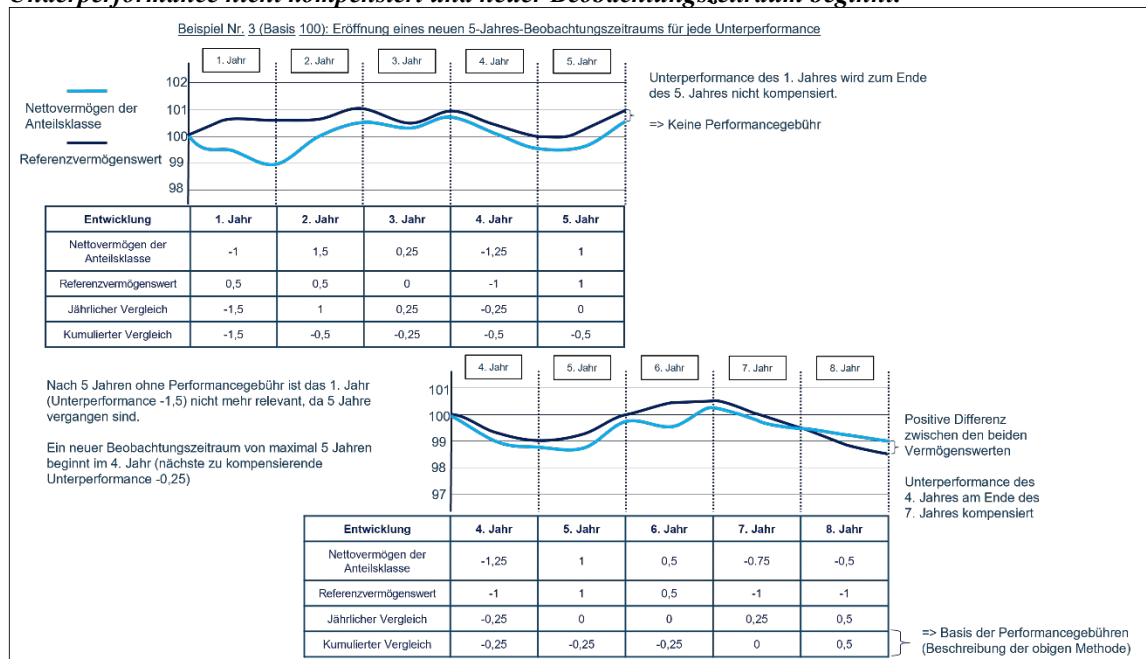 Underperformance nicht kompensiert und neuer Beobachtungszeitraum beginnt.
Beispiel Nr. 3 (Basis 100): Eröffnung eines neuen 5-Jahres-Beobachtungszeitraums für jede Unterperformance
1. Jahr 2. Jahr 3. Jahr 4. Jahr 5. Jahr
102
101
100
99
98
Nettovermögen der
Anteilsklasse
Referenzvermögenswert
Unterperformance des 1. Jahres wird zum Ende
des 5. Jahres nicht kompensiert.
=> Keine Performancegebühr
Entwicklung 1. Jahr 2. Jahr 3. Jahr 4. Jahr 5. Jahr
Nettovermögen der
Anteilsklasse -1 1,5 0,25 -1,25 1
Referenzvermögenswert 0,5 0,5 0 -1 1
Jährlicher Vergleich -1,5 1 0,25 -0,25 0
Kumulierter Vergleich -1,5 -0,5 -0,25 -0,5 -0,5
Nach 5 Jahren ohne Performancegebühr ist das 1. Jahr
(Unterperformance -1,5) nicht mehr relevant, da 5 Jahre
vergangen sind.
Ein neuer Beobachtungszeitraum von maximal 5 Jahren
beginnt im 4. Jahr (nächste zu kompensierende
Unterperformance -0,25)
4. Jahr 5. Jahr 6. Jahr 7. Jahr 8. Jahr
101
100
99
98
97
Positive Differenz
zwischen den beiden
Vermögenswerten
Unterperformance des
4. Jahres am Ende des
7. Jahres kompensiert
Entwicklung 4. Jahr 5. Jahr 6. Jahr 7. Jahr 8. Jahr
Nettovermögen der
Anteilsklasse -1,25 1 0,5 -0.75 -0,5
Referenzvermögenswert -1 1 0,5 -1 -1
Jährlicher Vergleich -0,25 0 0 0,25 0,5
Kumulierter Vergleich -0,25 -0,25 -0,25 0 0,5
=> Basis der Performancegebühren
(Beschreibung der obigen Methode)